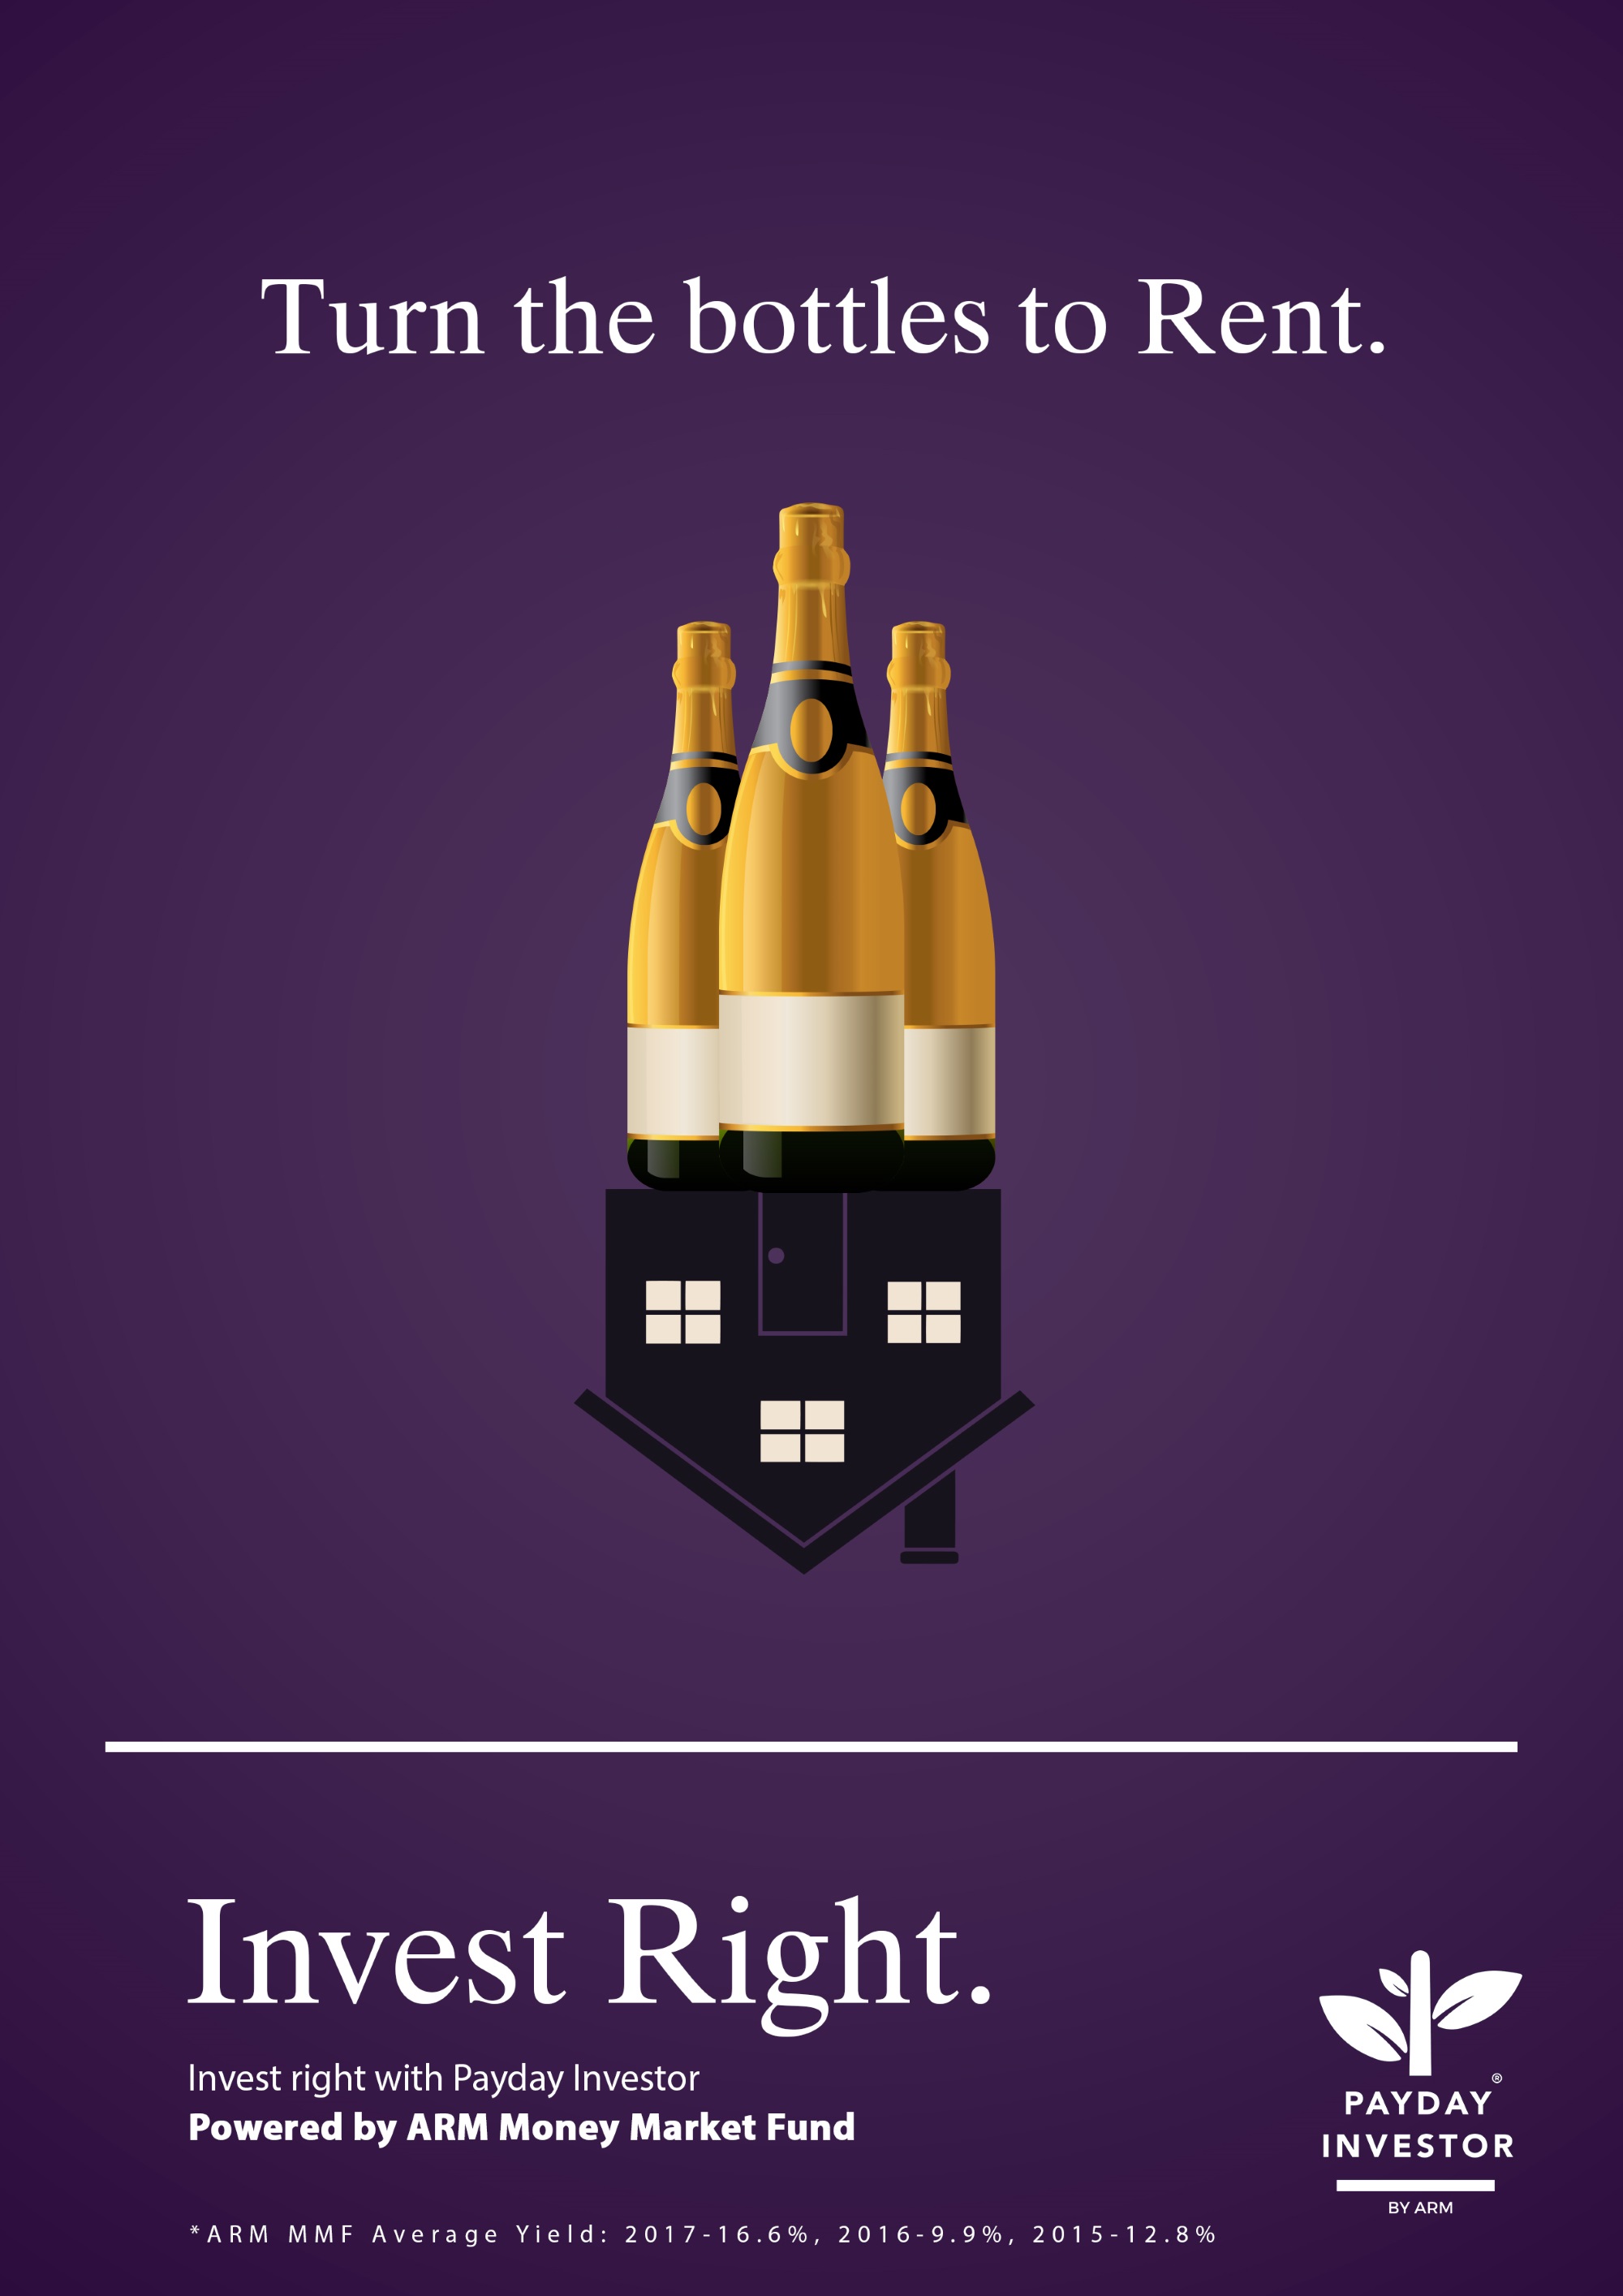 Turn the bottles to Rent.
Invest Right.
Invest right with Payday Investor
Powered by ARM Money Market Fund
*ARM MMF Average Yield: 2017-16.6%, 2016-9.9%, 2015-12.8%
®
PAYDAY
INVESTOR
BY ARM